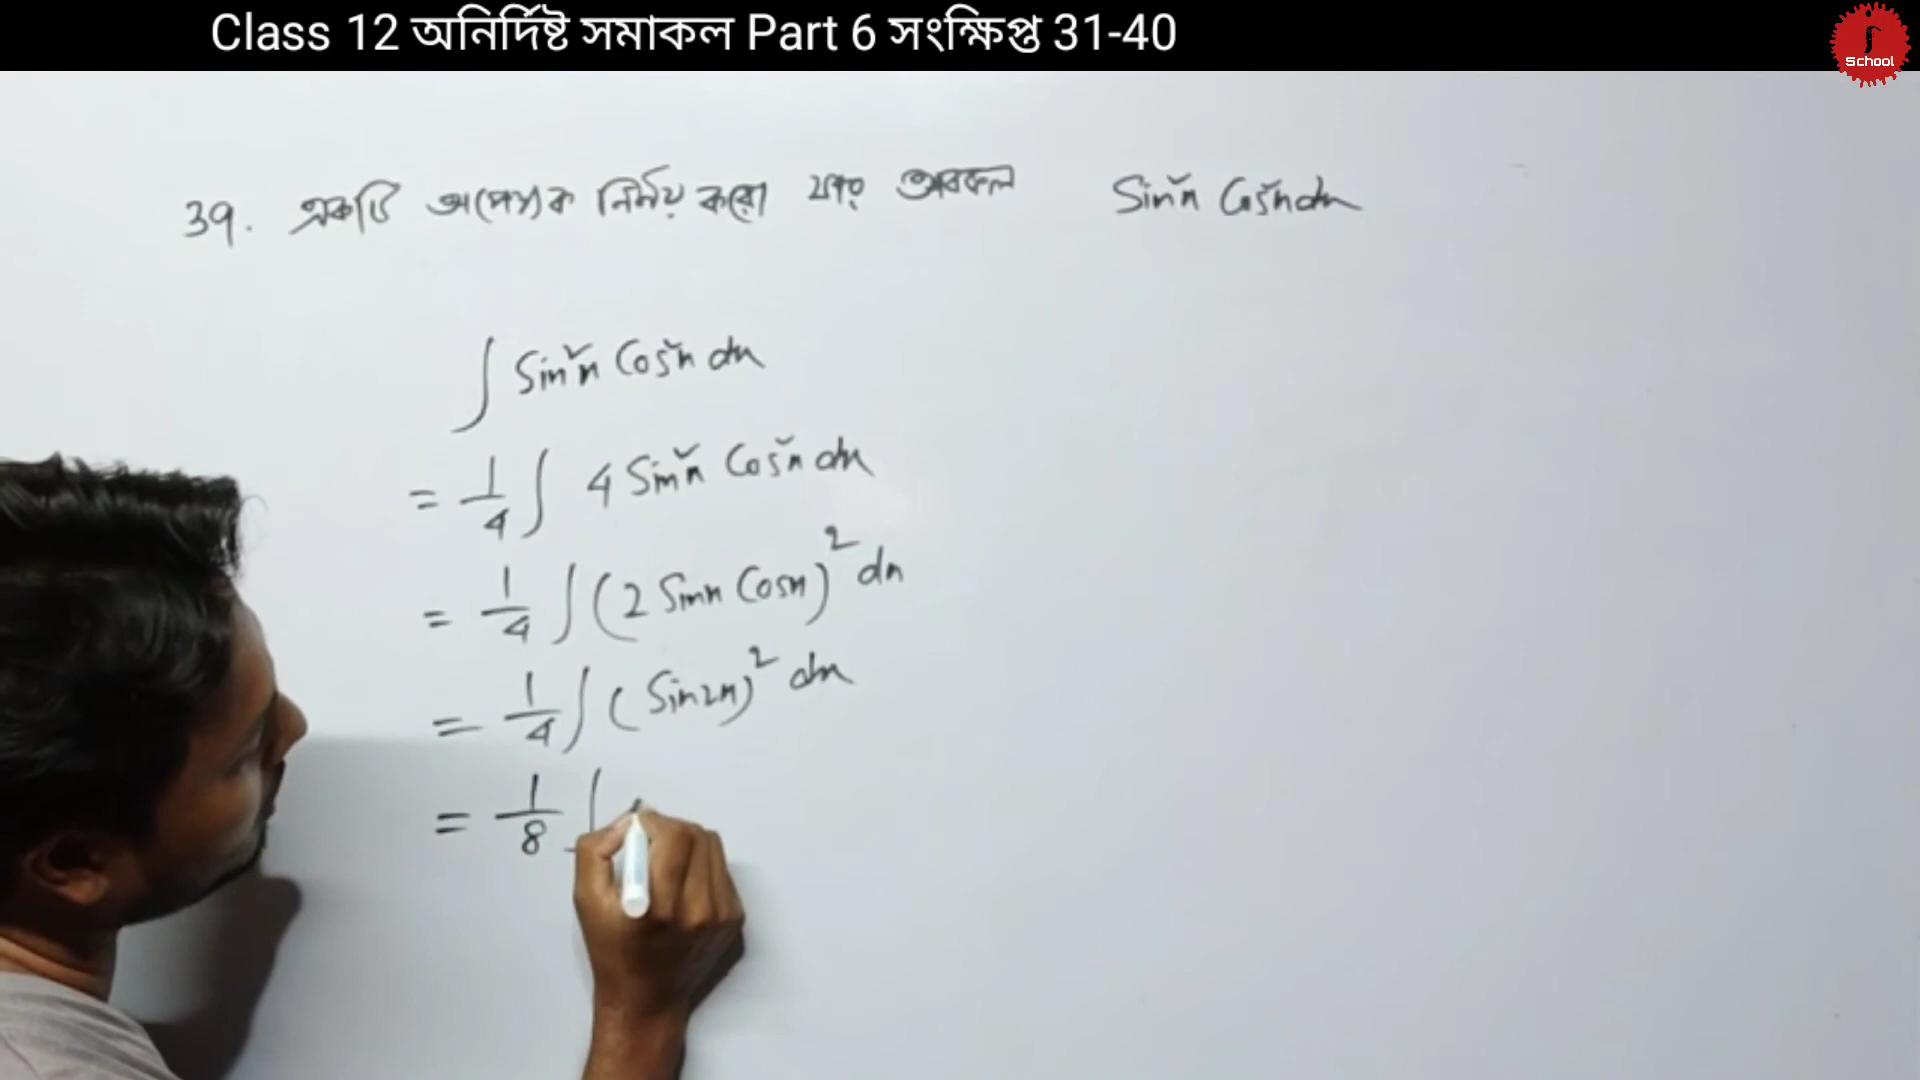 Class 12 অনির্দিষ্ট সমাকল Part 6 সংক্ষিপ্ত 31-40
School
39. একটি অপেক্ষক নির্ণয় করো যার অবকল Sin²x Cos²x dx
∫ Sin²x Cos²x dx
= 1/4 ∫ 4 Sin²x Cos²x dx
= 1/4 ∫ (2 Sinx Cosx)² dx
= 1/4 ∫ (Sin2x)² dx
= 1/8 ∫